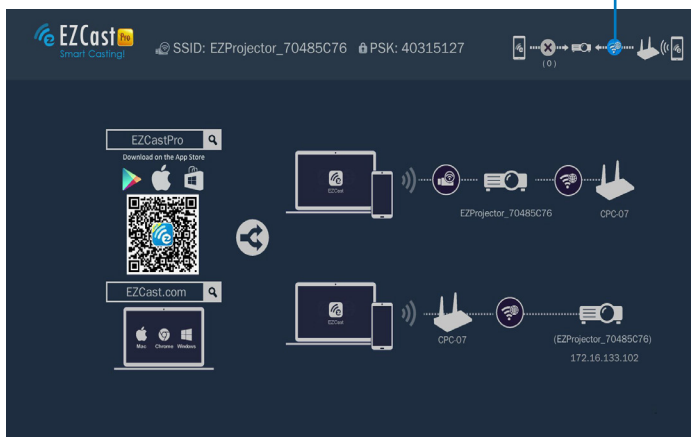 EZCast Pro
Smart Casting!
SSID: EZProjector_70485C76 PSK: 40315127
(0)
EZCastPro
Download on the App Store
EZCast
EZProjector_70485C76 CPC-07
EZCast.com
Mac Chrome Windows
EZCast
CPC-07
(EZProjector_70485C76)
172.16.133.102